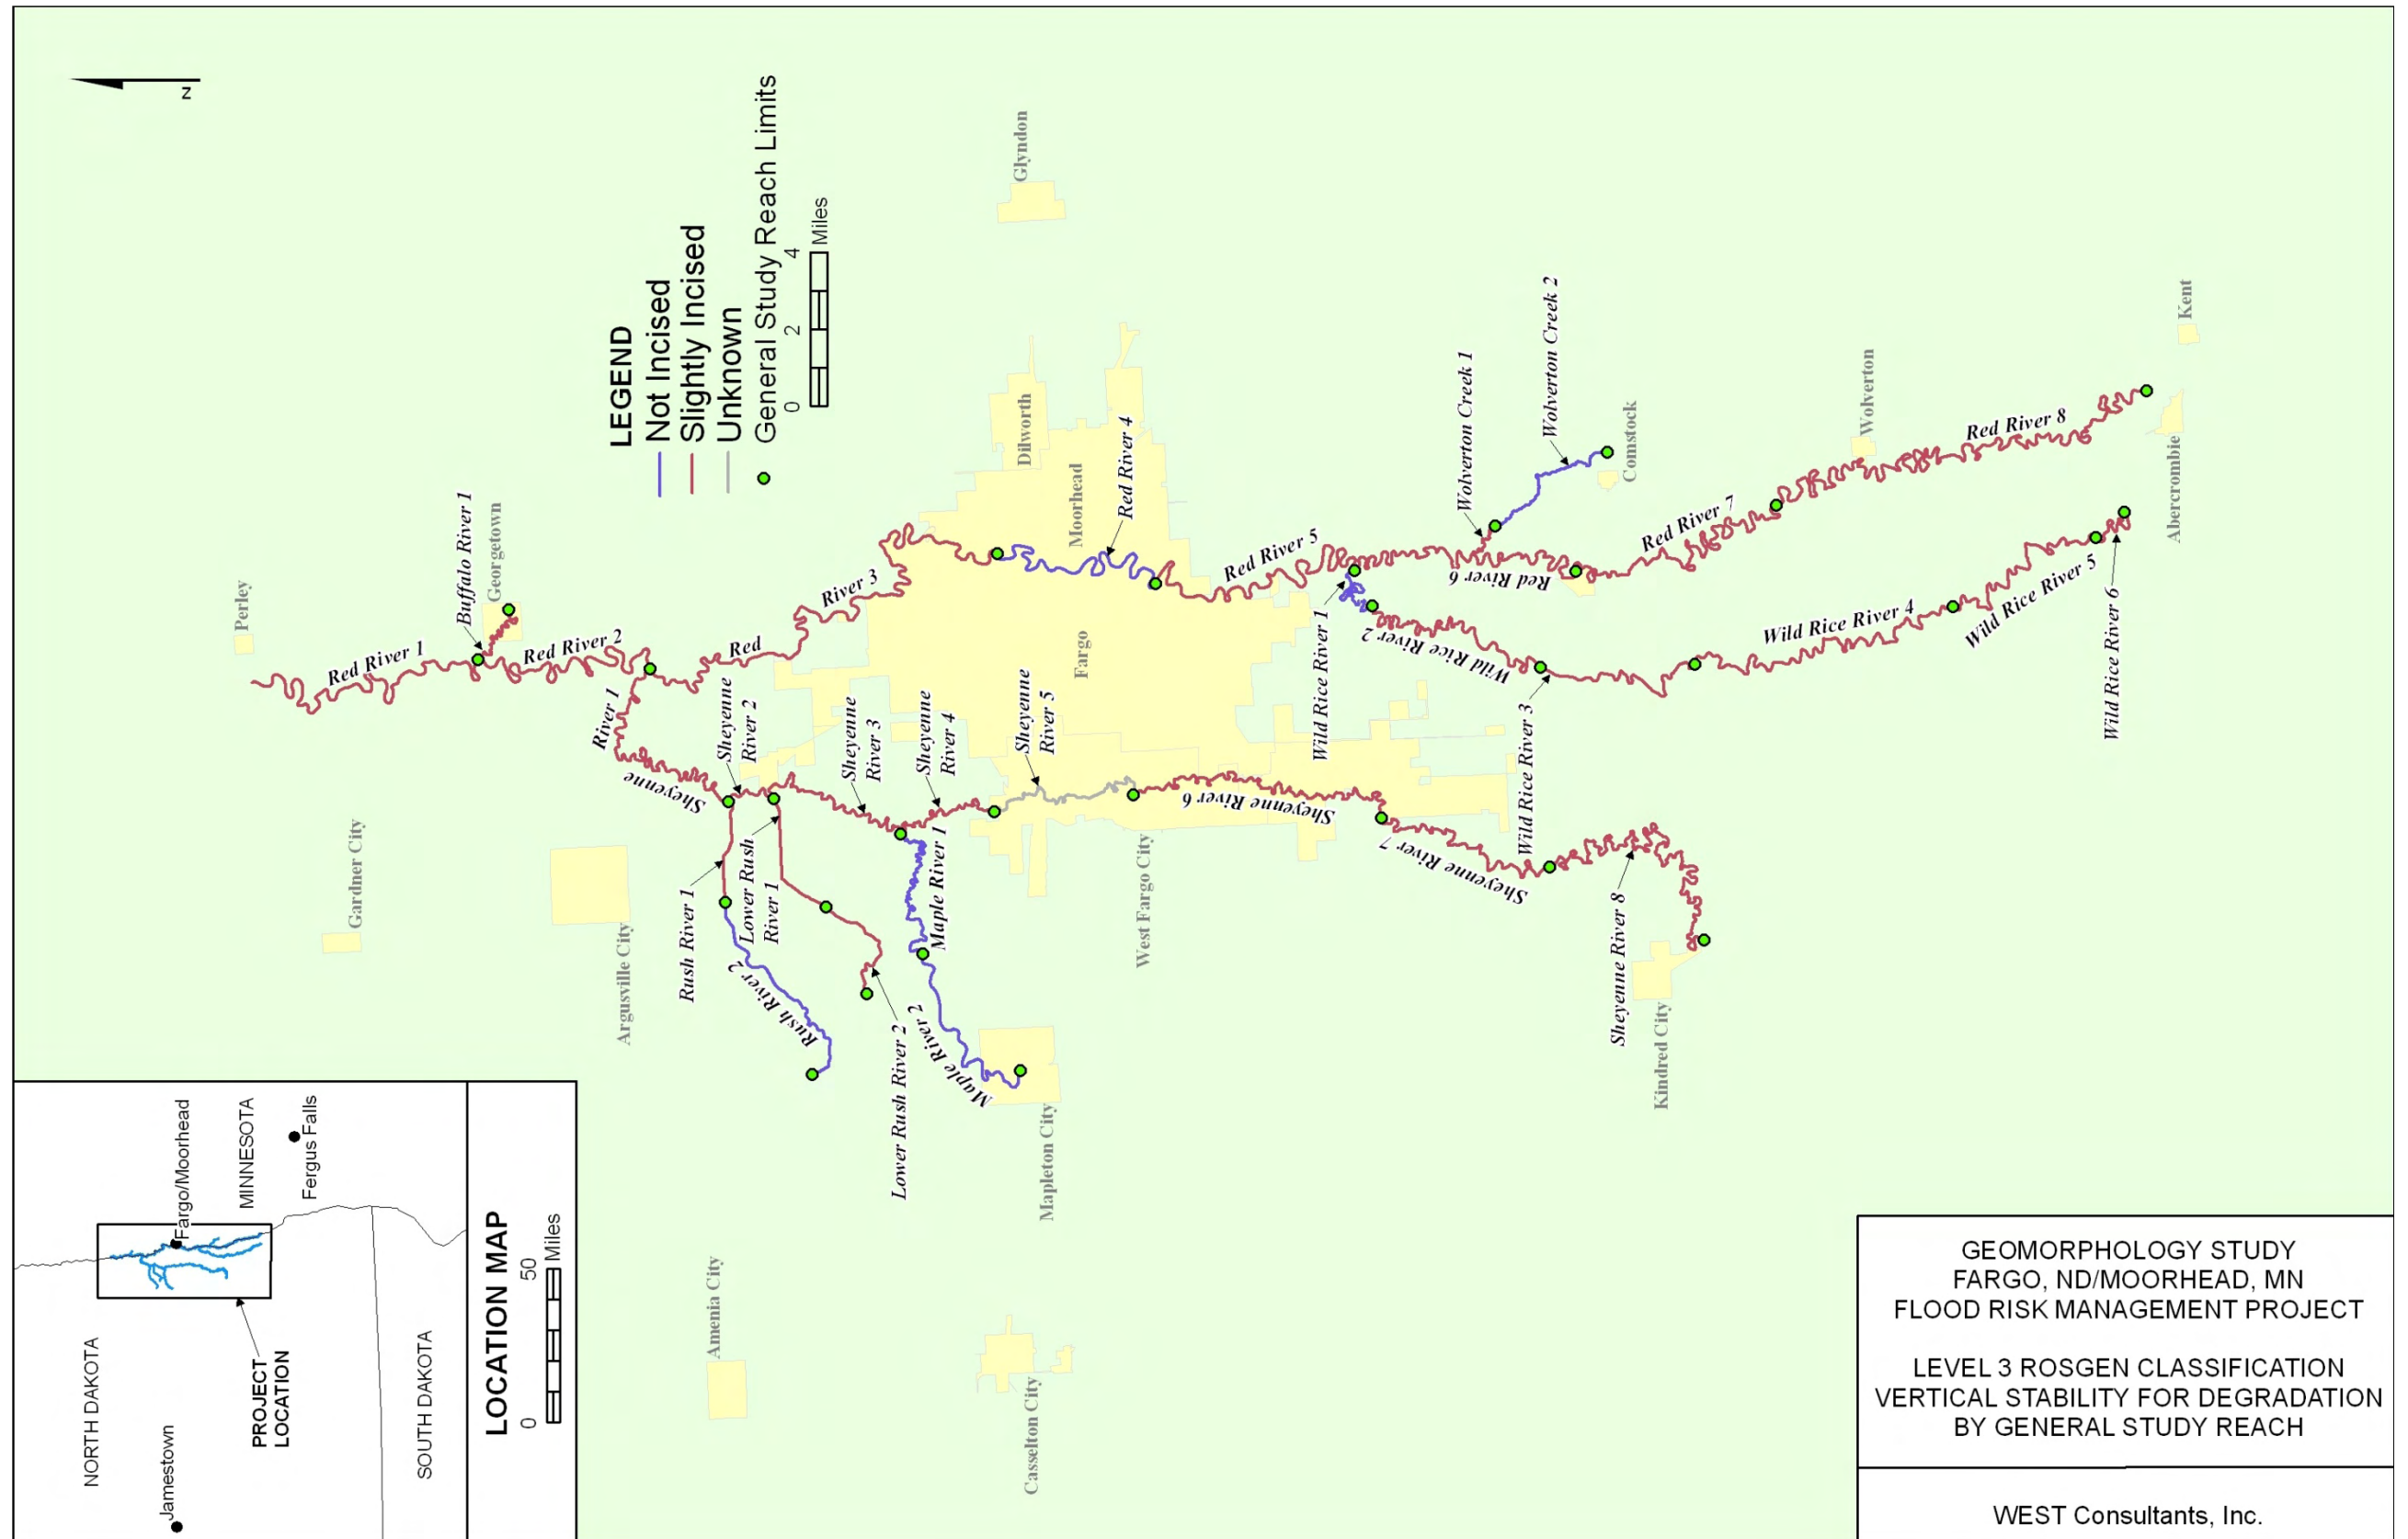 N
LEGEND
Not Incised
Slightly Incised
Unknown
General Study Reach Limits
0 2 4
Miles
Perley
Georgetown
Buffalo River 1
Red River 1
Red River 2
Red River 3
Sheyenne River 1
Sheyenne
River 2
Sheyenne
River 3
Sheyenne
River 4
Sheyenne
River 5
Gardner City
Argusville City
Rush River 1
Rush River 2
Lower Rush
River 1
Lower Rush River 2
Maple River 1
Maple River 2
Mapleton City
Amenia City
Casselton City
Glyndon
Dilworth
Moorhead
Red River 4
Fargo
West Fargo City
Red River 5
Sheyenne River 6
Sheyenne River 7
Sheyenne River 8
Kindred City
Wild Rice River 1
Wild Rice River 2
Wild Rice River 3
Wild Rice River 4
Wild Rice River 5
Wild Rice River 6
Red River 6
Wolverton Creek 1
Wolverton Creek 2
Comstock
Red River 7
Wolverton
Red River 8
Kent
Abercrombie
NORTH DAKOTA
Jamestown
Fargo/Moorhead
MINNESOTA
Fergus Falls
PROJECT
LOCATION
SOUTH DAKOTA
LOCATION MAP
0 50
Miles
GEOMORPHOLOGY STUDY
FARGO, ND/MOORHEAD, MN
FLOOD RISK MANAGEMENT PROJECT
LEVEL 3 ROSGEN CLASSIFICATION
VERTICAL STABILITY FOR DEGRADATION
BY GENERAL STUDY REACH
WEST Consultants, Inc.